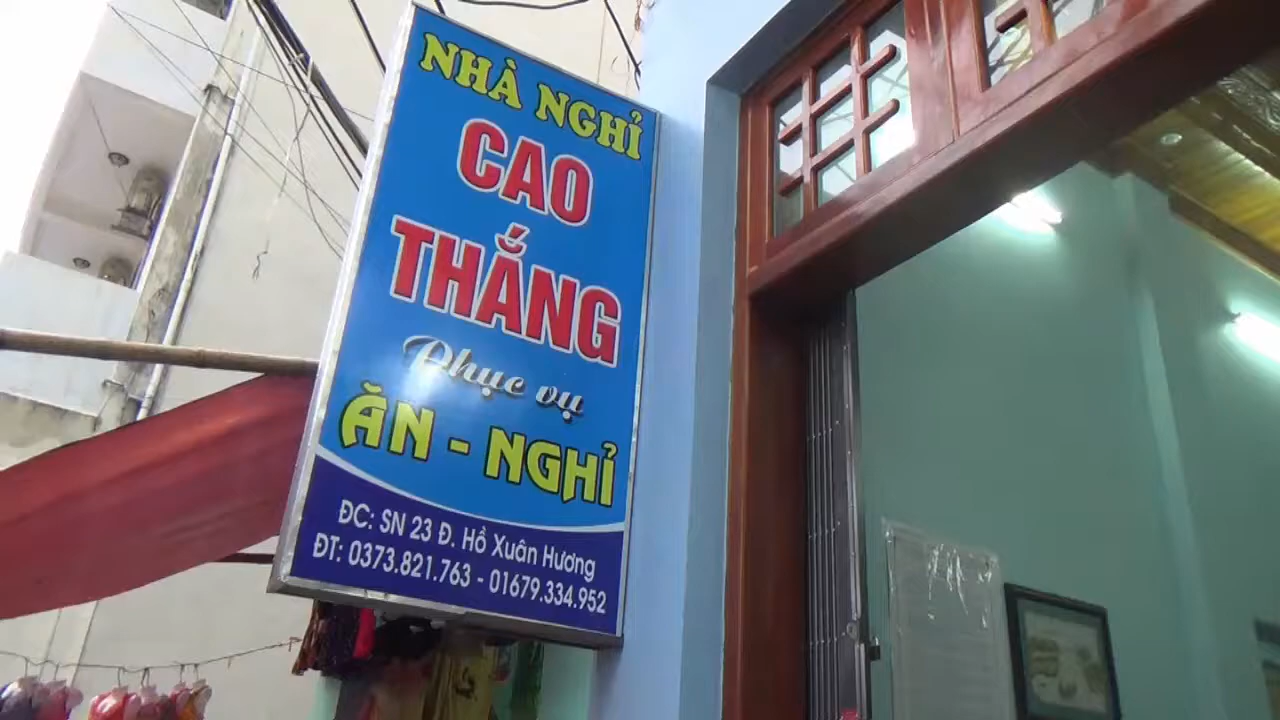 NHÀ NGHỈ
CAO
THẮNG
Phục vụ
ĂN - NGHỈ
ĐC: SN 23 Đ. Hồ Xuân Hương
ĐT: 0373.821.763 - 01679.334.952